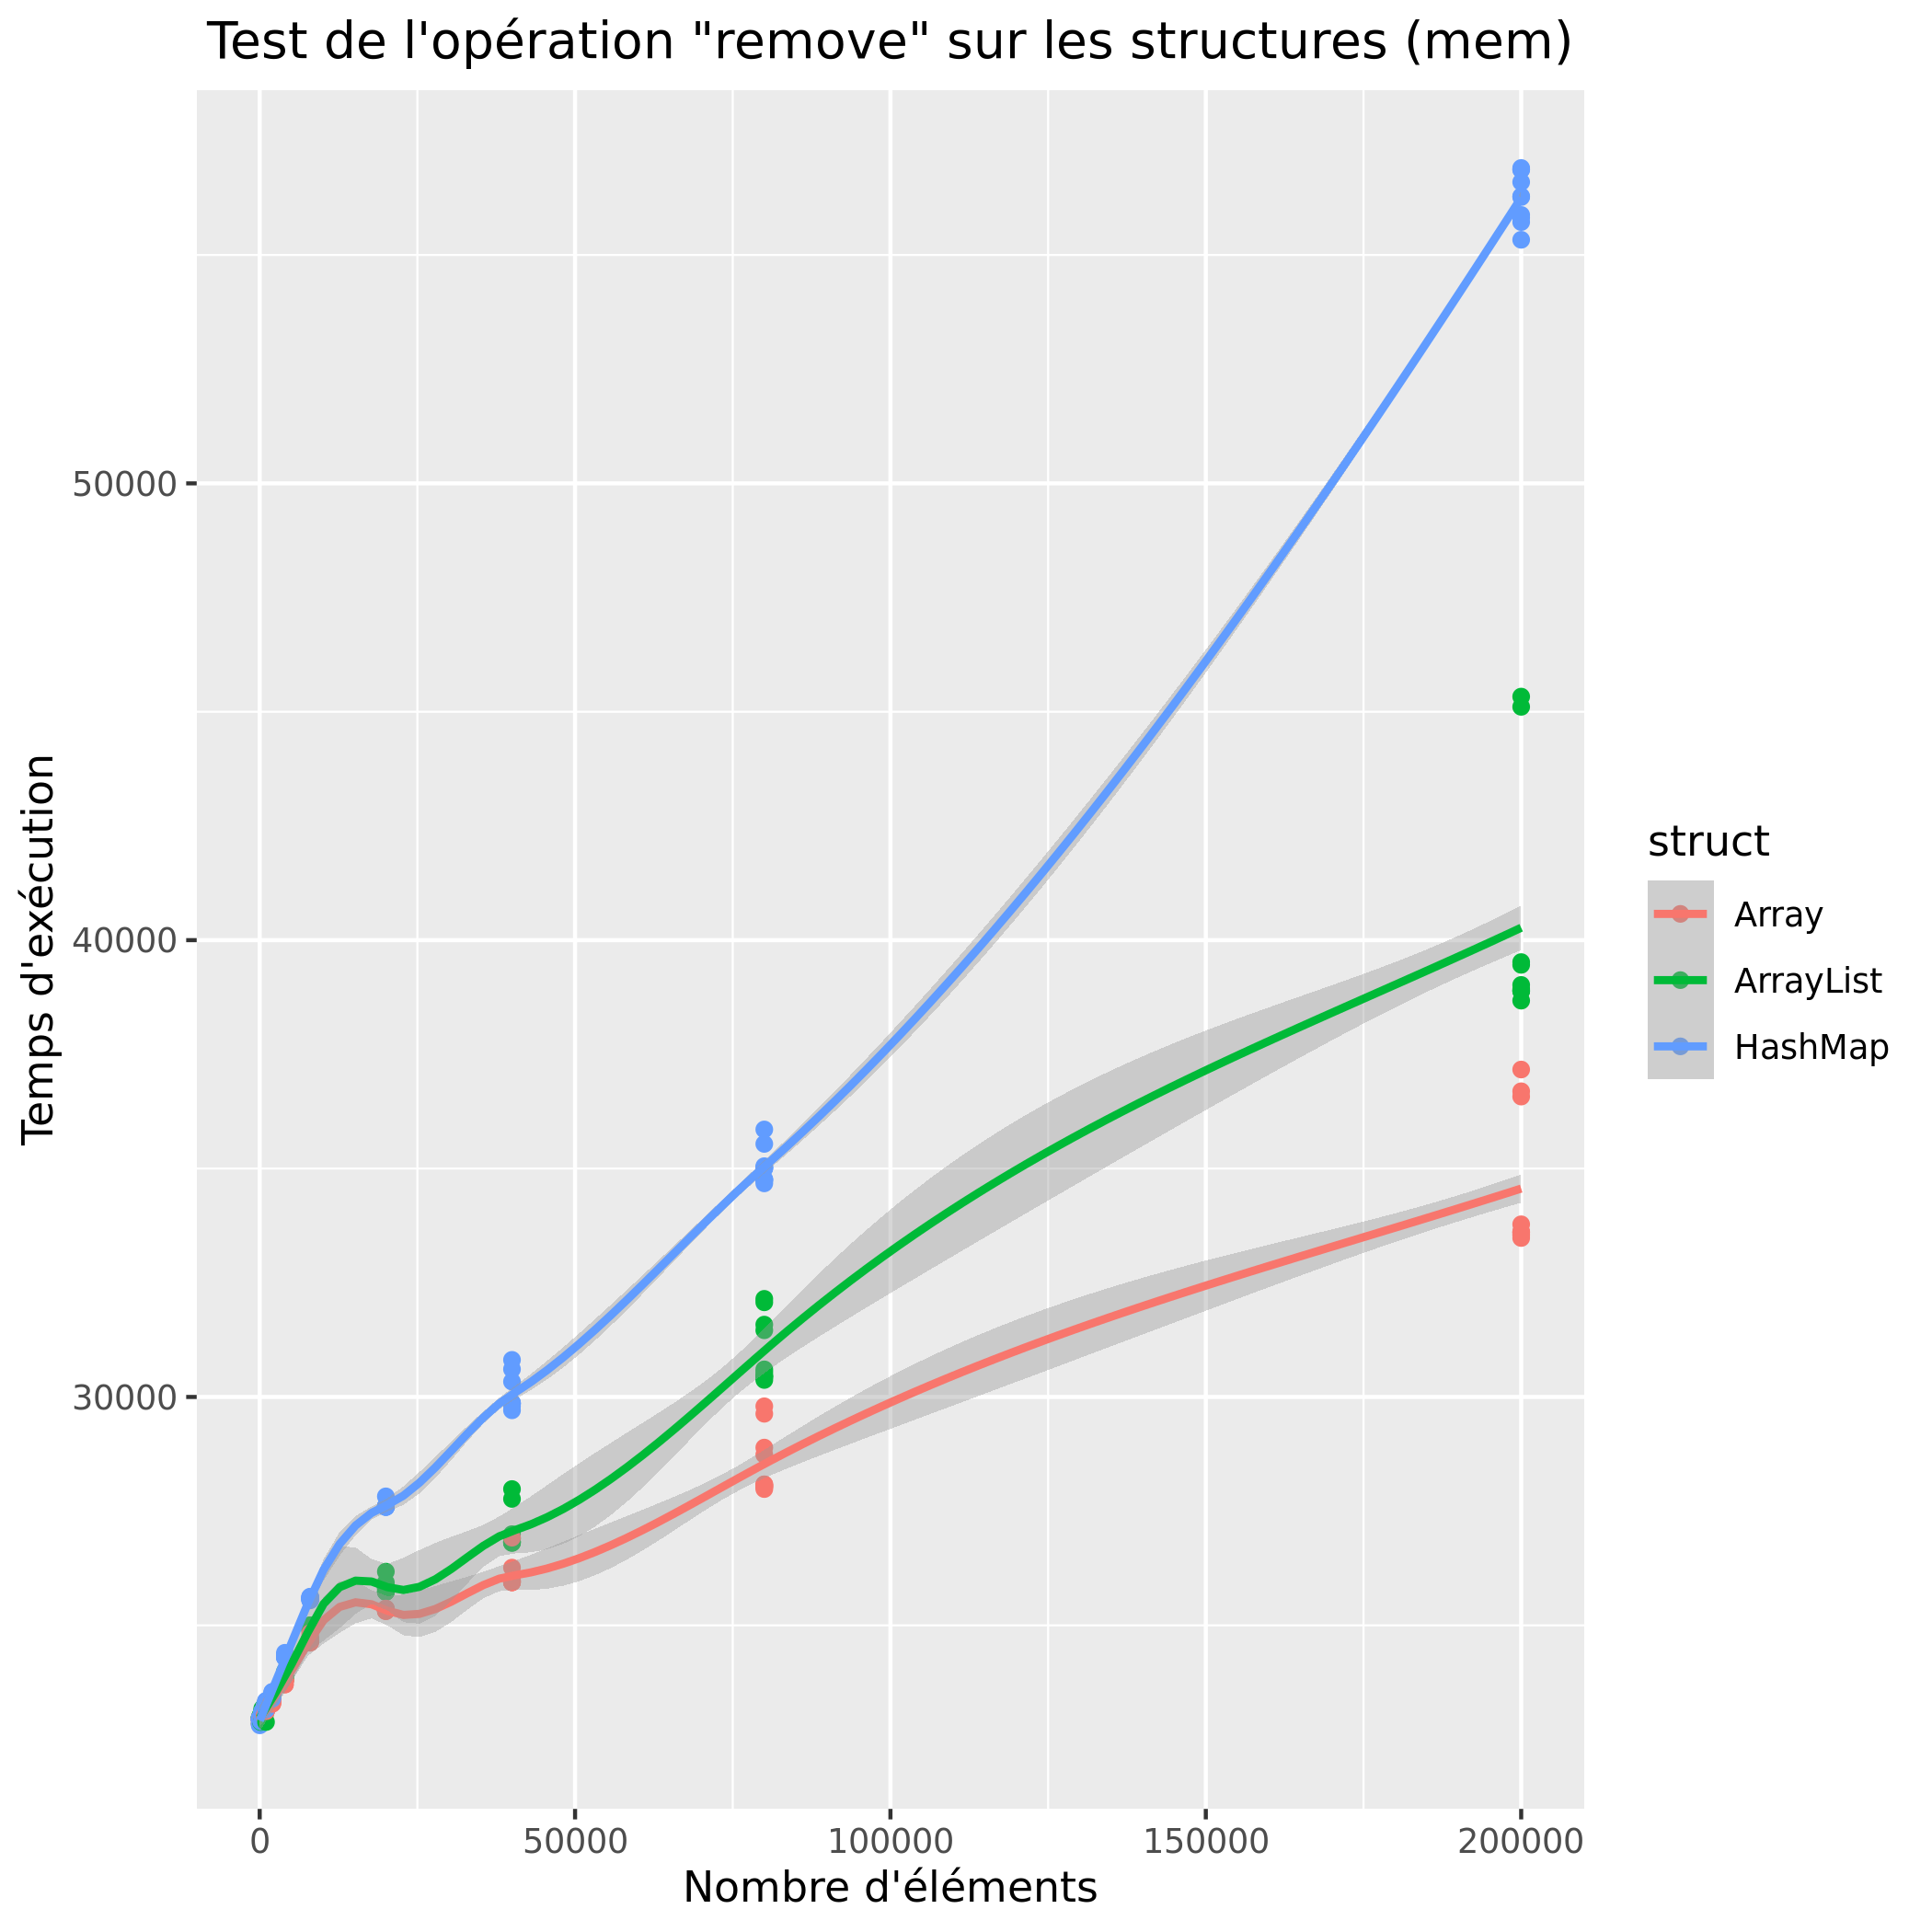 Test de l'opération "remove" sur les structures (mem)
Temps d'exécution
50000
40000
30000
0
50000
100000
150000
200000
Nombre d'éléments
struct
Array
ArrayList
HashMap